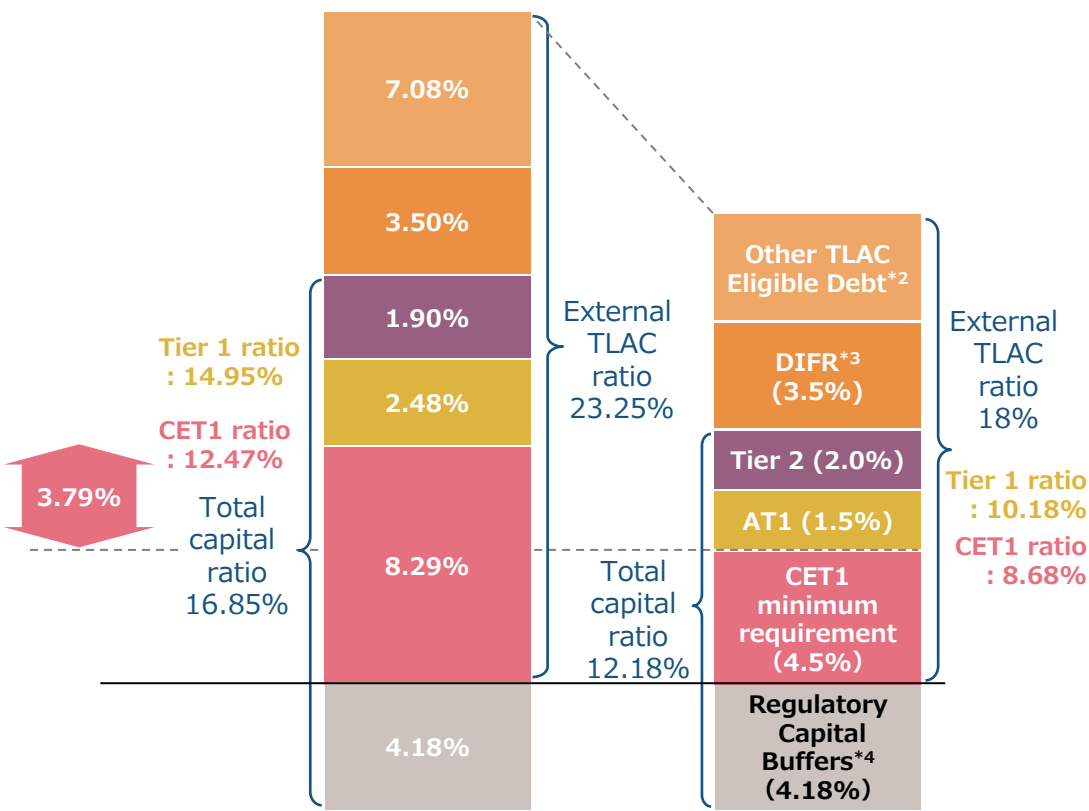 7.08%
3.50%
1.90%
2.48%
8.29%
4.18%
External
TLAC
ratio
23.25%
Tier 1 ratio
: 14.95%
CET1 ratio
: 12.47%
3.79%
Total
capital
ratio
16.85%
Other TLAC
Eligible Debt*2
DIFR*3
(3.5%)
Tier 2 (2.0%)
AT1 (1.5%)
CET1
minimum
requirement
(4.5%)
Regulatory
Capital
Buffers*4
(4.18%)
Total
capital
ratio
12.18%
External
TLAC
ratio
18%
Tier 1 ratio
: 10.18%
CET1 ratio
: 8.68%